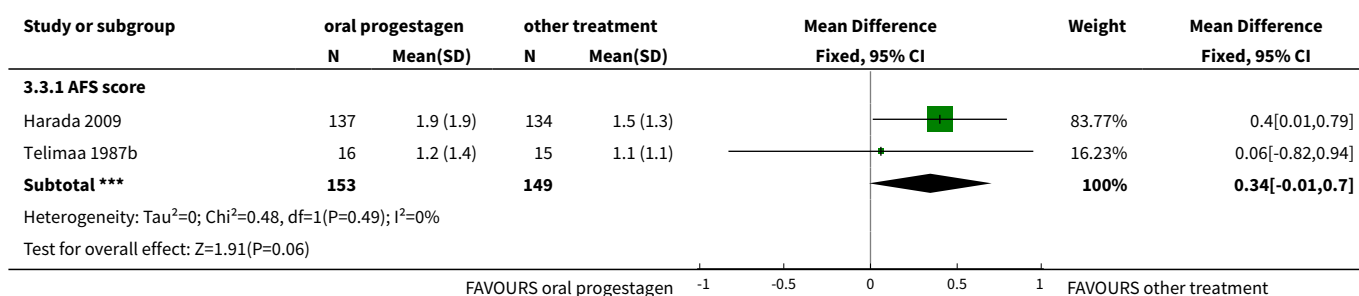 Study or subgroup oral progestagen other treatment Mean Difference Weight Mean Difference
N Mean(SD) N Mean(SD) Fixed, 95% CI Fixed, 95% CI
3.3.1 AFS score
Harada 2009 137 1.9 (1.9) 134 1.5 (1.3) 83.77% 0.4[0.01,0.79]
Telimaa 1987b 16 1.2 (1.4) 15 1.1 (1.1) 16.23% 0.06[-0.82,0.94]
Subtotal *** 153 149 100% 0.34[-0.01,0.7]
Heterogeneity: Tau²=0; Chi²=0.48, df=1(P=0.49); I²=0%
Test for overall effect: Z=1.91(P=0.06)
FAVOURS oral progestagen -1 -0.5 0 0.5 1 FAVOURS other treatment